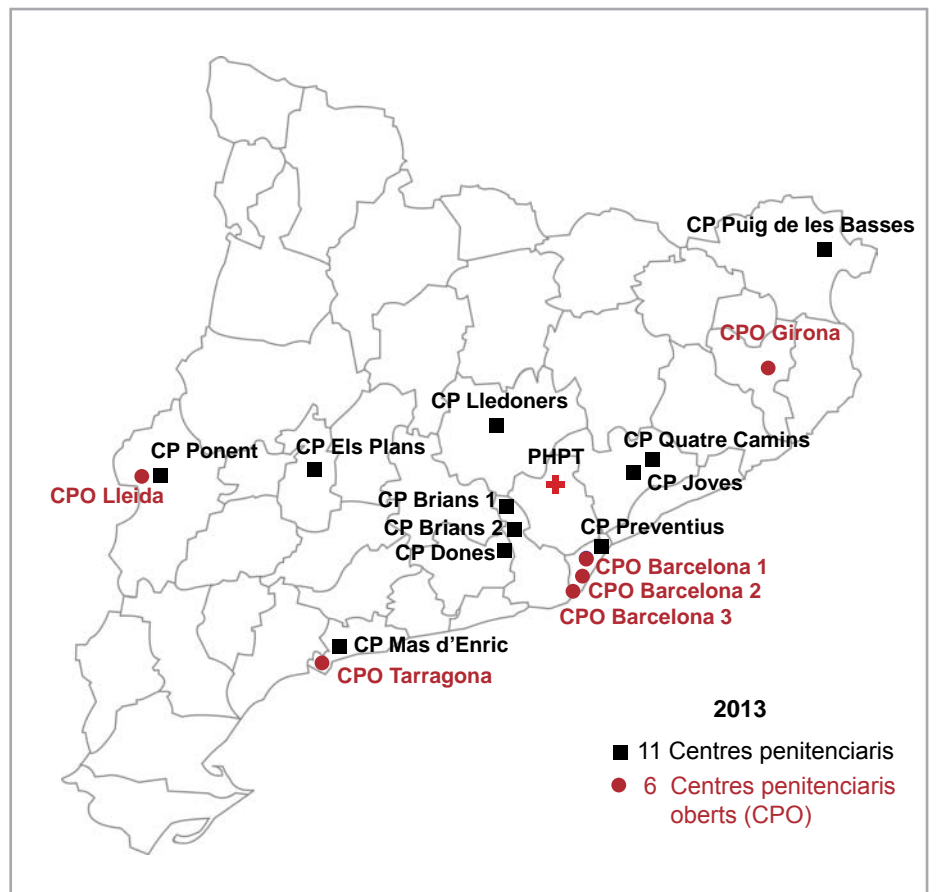 CP Puig de les Basses
CPO Girona
CP Lledoners
CP Quatre Camins
CP Ponent
CP Els Plans
PHPT
CP Joves
CPO Lleida
CP Brians 1
CP Brians 2
CP Preventius
CP Dones
CPO Barcelona 1
CPO Barcelona 2
CPO Barcelona 3
CP Mas d’Enric
CPO Tarragona
2013
11 Centres penitenciaris
6 Centres penitenciaris
oberts (CPO)